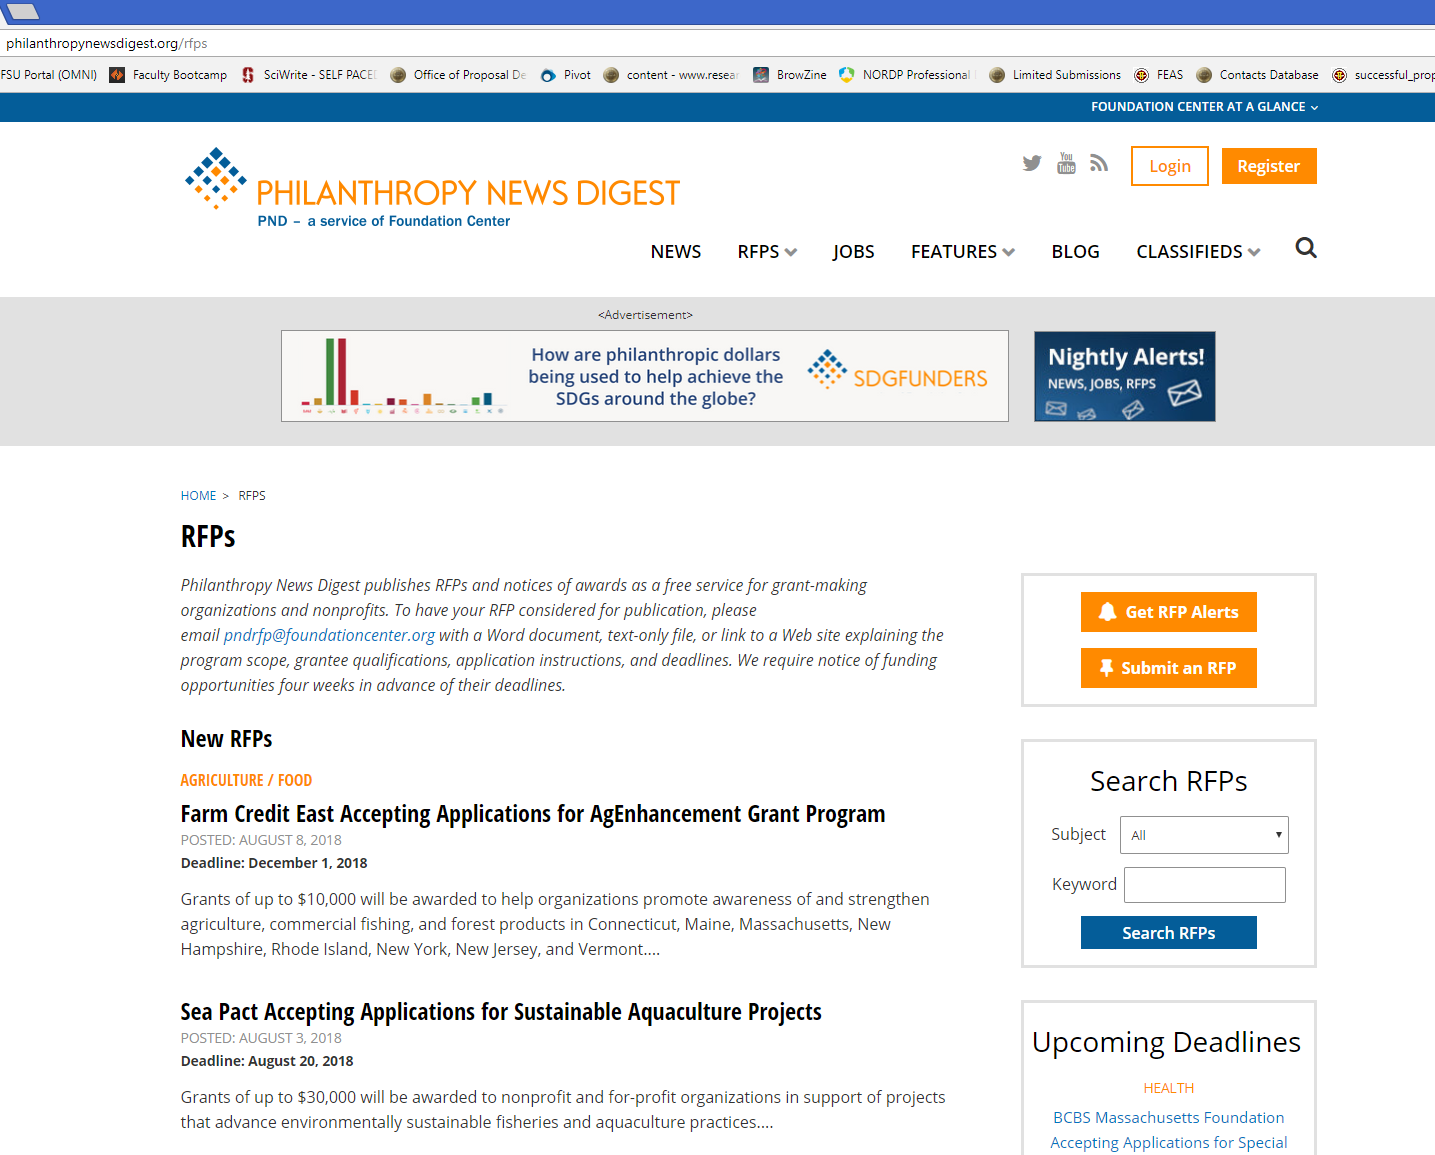 philanthropynewsdigest.org/rfps
FSU Portal (OMNI) Faculty Bootcamp SciWrite - SELF PACE Office of Proposal De Pivot content - www.resea BrowZine NORDP Professional Limited Submissions FEAS Contacts Database successful_prop
FOUNDATION CENTER AT A GLANCE
You Tube
Login Register
PHILANTHROPY NEWS DIGEST
PND – a service of Foundation Center
NEWS RFPS JOBS FEATURES BLOG CLASSIFIEDS
<Advertisement>
How are philanthropic dollars
being used to help achieve the
SDGs around the globe?
SDGFUNDERS
Nightly Alerts!
NEWS, JOBS, RFPS
HOME > RFPS
RFPs
Philanthropy News Digest publishes RFPs and notices of awards as a free service for grant-making
organizations and nonprofits. To have your RFP considered for publication, please
email pndrfp@foundationcenter.org with a Word document, text-only file, or link to a Web site explaining the
program scope, grantee qualifications, application instructions, and deadlines. We require notice of funding
opportunities four weeks in advance of their deadlines.
New RFPs
AGRICULTURE / FOOD
Farm Credit East Accepting Applications for AgEnhancement Grant Program
POSTED: AUGUST 8, 2018
Deadline: December 1, 2018
Grants of up to $10,000 will be awarded to help organizations promote awareness of and strengthen
agriculture, commercial fishing, and forest products in Connecticut, Maine, Massachusetts, New
Hampshire, Rhode Island, New York, New Jersey, and Vermont....
Sea Pact Accepting Applications for Sustainable Aquaculture Projects
POSTED: AUGUST 3, 2018
Deadline: August 20, 2018
Grants of up to $30,000 will be awarded to nonprofit and for-profit organizations in support of projects
that advance environmentally sustainable fisheries and aquaculture practices....
Get RFP Alerts
Submit an RFP
Search RFPs
Subject All
Keyword
Search RFPs
Upcoming Deadlines
HEALTH
BCBS Massachusetts Foundation
Accepting Applications for Special